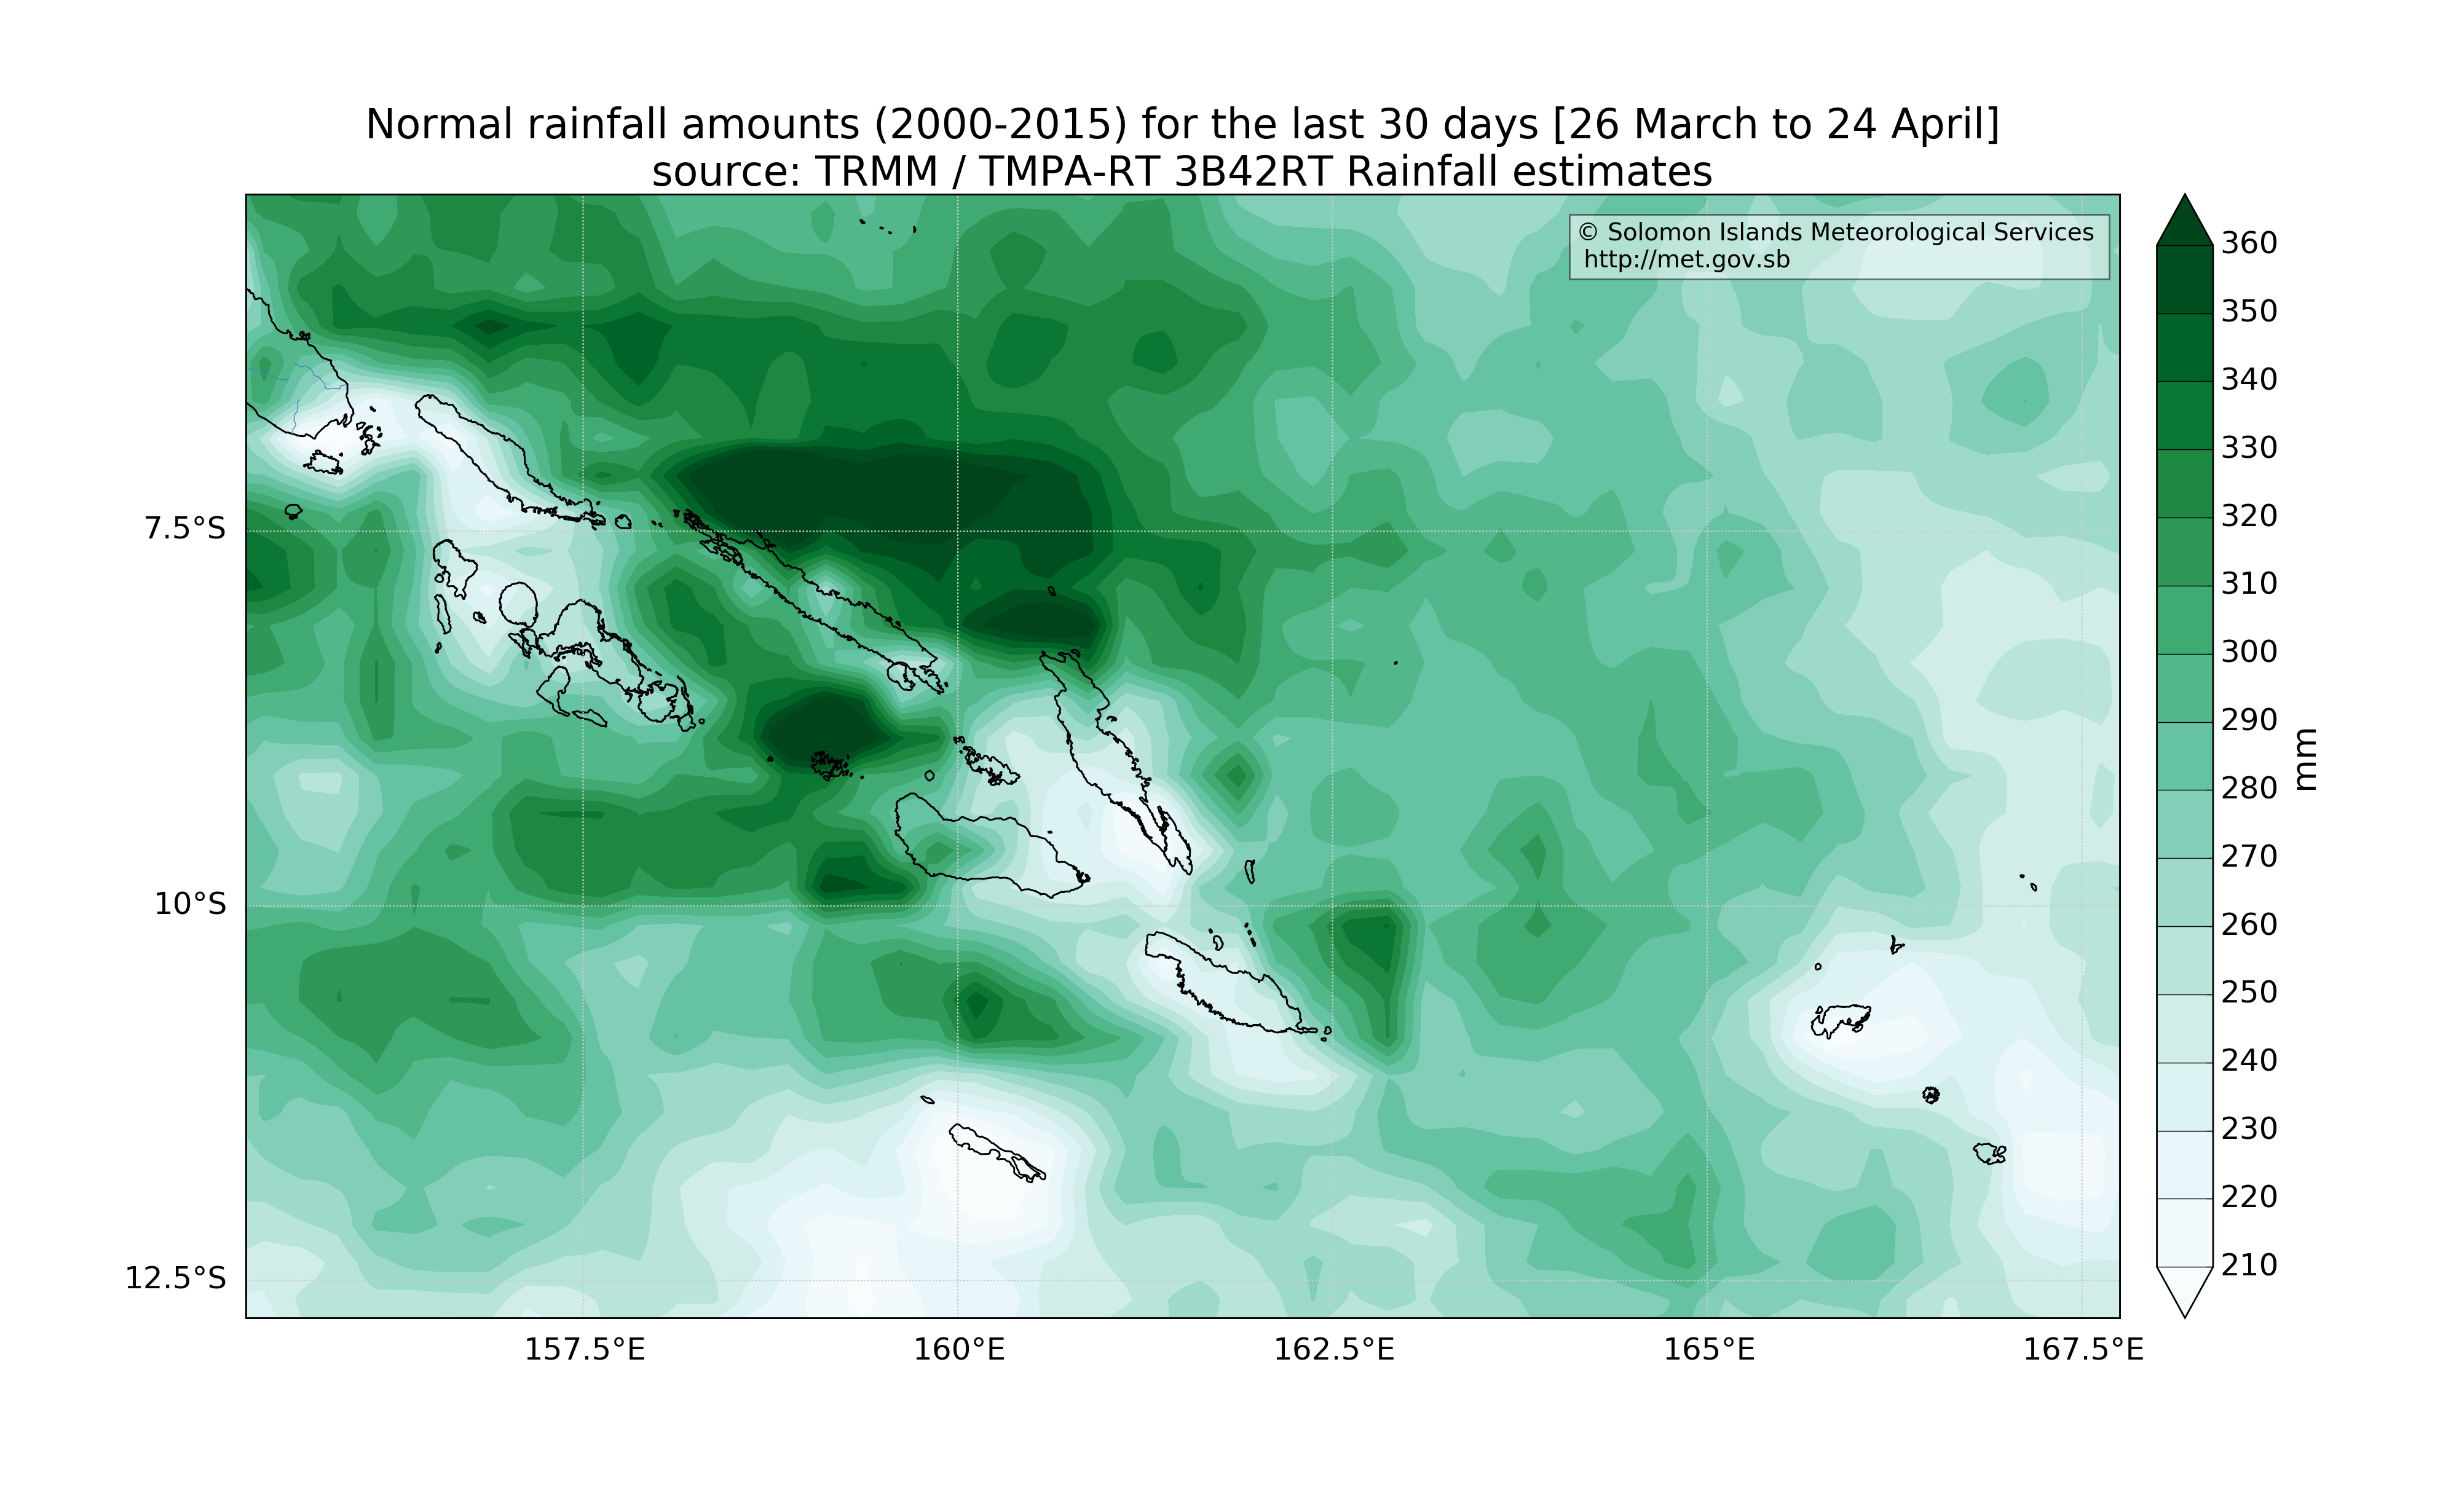 Normal rainfall amounts (2000-2015) for the last 30 days [26 March to 24 April]
source: TRMM / TMPA-RT 3B42RT Rainfall estimates
© Solomon Islands Meteorological Services
http://met.gov.sb
7.5°S
10°S
12.5°S
157.5°E
160°E
162.5°E
165°E
167.5°E
360
350
340
330
320
310
300
290
280
270
260
250
240
230
220
210
mm